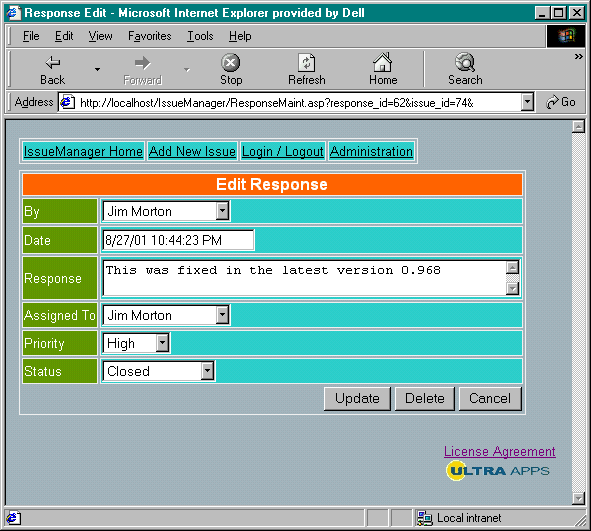 Response Edit - Microsoft Internet Explorer provided by Dell
File Edit View Favorites Tools Help
Back Forward Stop Refresh Home Search »
Address http://localhost/IssueManager/ResponseMaint.asp?response_id=62&issue_id=74& Go
IssueManager Home Add New Issue Login / Logout Administration
Edit Response
By Jim Morton
Date 8/27/01 10:44:23 PM
Response This was fixed in the latest version 0.968
Assigned To Jim Morton
Priority High
Status Closed
Update Delete Cancel
License Agreement
ULTRA APPS
Local intranet